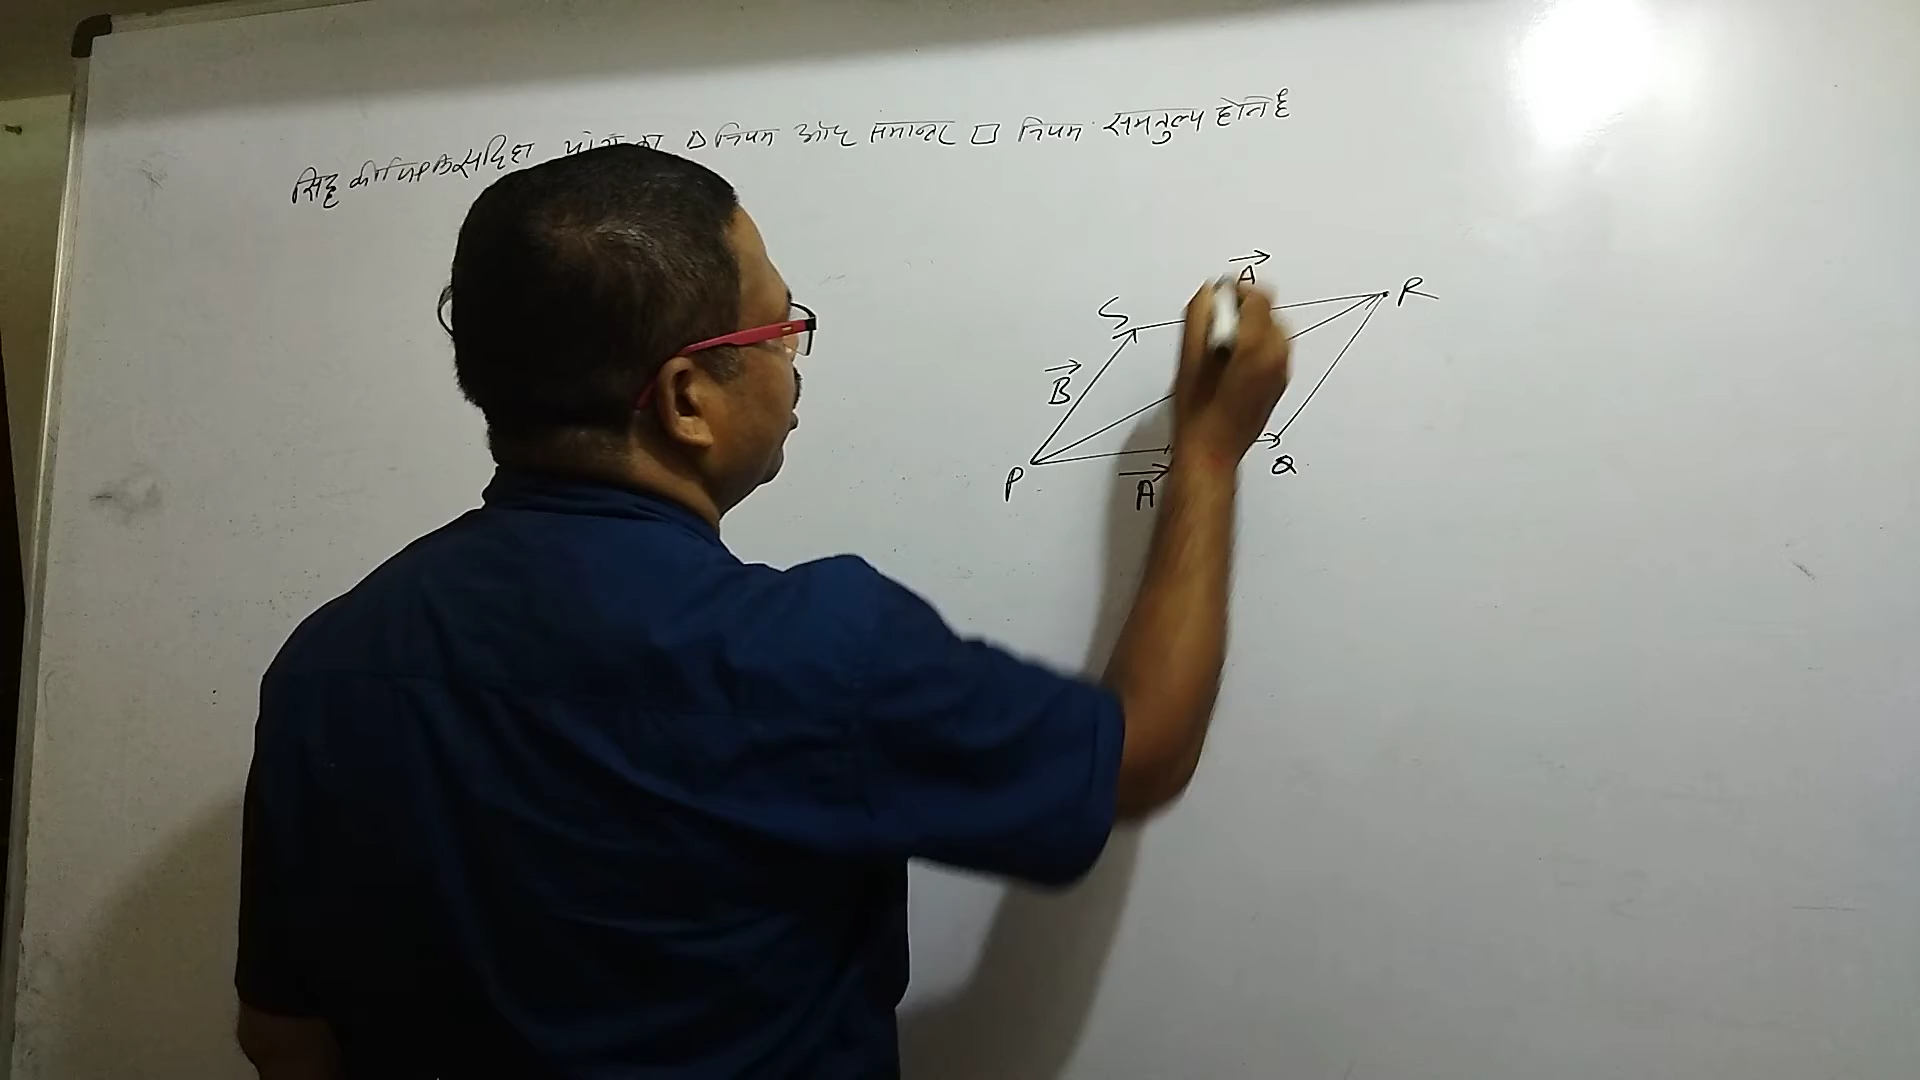 सिद्ध कीजिए कि सदिश योग का △ नियम और समान्तर □ नियम समतुल्य होते है
A
S
R
B
P
A
Q